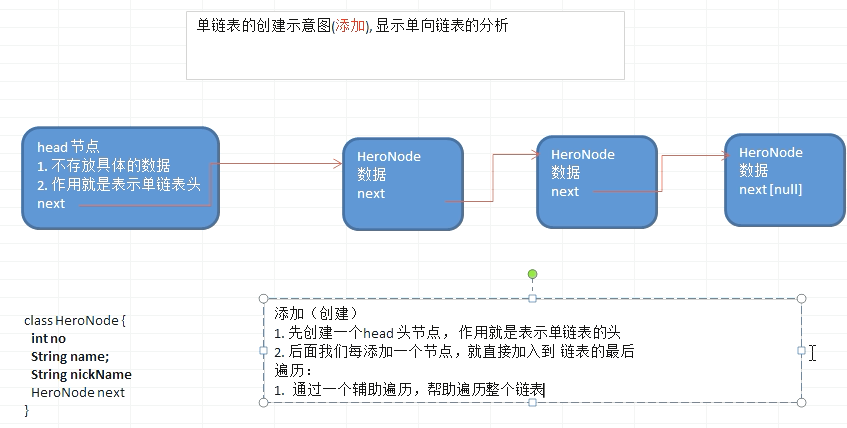 单链表的创建示意图(添加), 显示单向链表的分析
head 节点
1. 不存放具体的数据
2. 作用就是表示单链表头
next
HeroNode
数据
next
HeroNode
数据
next
HeroNode
数据
next [null]
class HeroNode {
int no
String name;
String nickName
HeroNode next
}
添加（创建）
1. 先创建一个head 头节点， 作用就是表示单链表的头
2. 后面我们每添加一个节点，就直接加入到 链表的最后
遍历：
1. 通过一个辅助遍历，帮助遍历整个链表